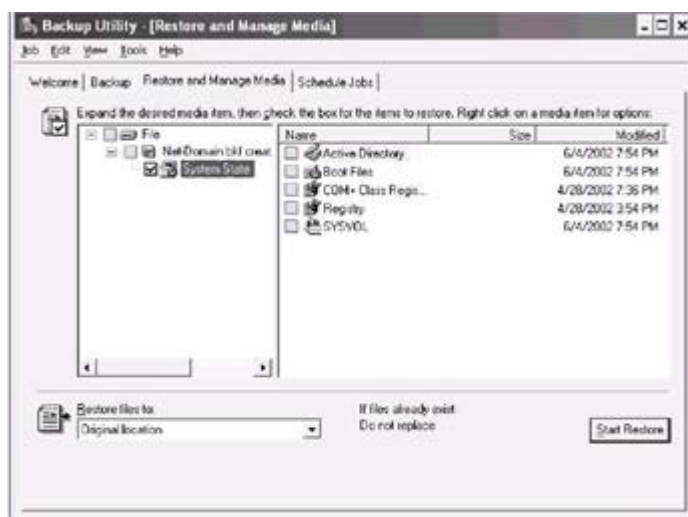 Backup Utility - [Restore and Manage Media]
Job Edit View Tools Help
Welcome Backup Restore and Manage Media Schedule Jobs
Expand the desired media item, then check the box for the items to restore. Right click on a media item for options:
File
Net-Domain.bkf creat
System State
Name Size Modified
Active Directory 6/4/2002 7:54 PM
Boot Files 6/4/2002 7:54 PM
COM+ Class Regis... 4/28/2002 7:36 PM
Registry 4/28/2002 3:54 PM
SYSVOL 6/4/2002 7:54 PM
Restore files to:
Original location
If files already exist:
Do not replace
Start Restore